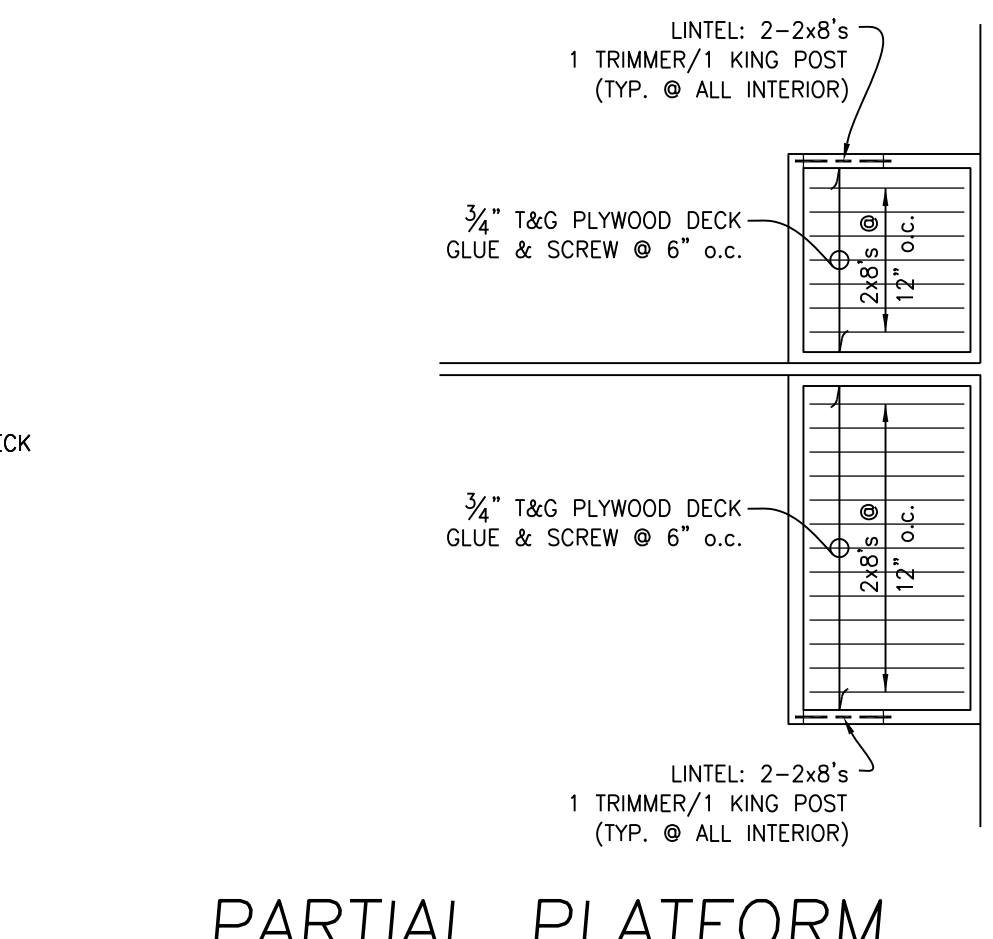 LINTEL: 2-2x8's
1 TRIMMER/1 KING POST
(TYP. @ ALL INTERIOR)
3/4" T&G PLYWOOD DECK
GLUE & SCREW @ 6" o.c.
2x8's @
12" o.c.
ECK
3/4" T&G PLYWOOD DECK
GLUE & SCREW @ 6" o.c.
2x8's @
12" o.c.
LINTEL: 2-2x8's
1 TRIMMER/1 KING POST
(TYP. @ ALL INTERIOR)
PARTIAL PLATFORM